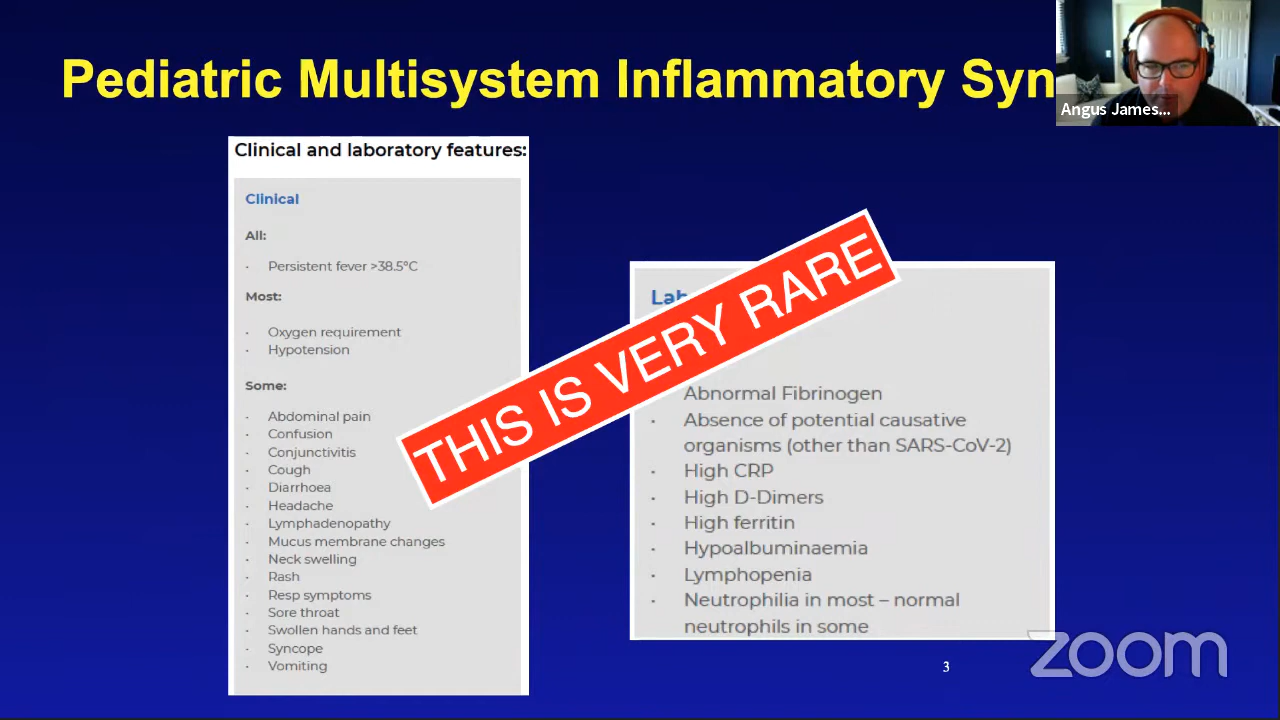 Pediatric Multisystem Inflammatory Syn
Angus James...
Clinical and laboratory features:
Clinical
All:
· Persistent fever >38.5°C
Most:
· Oxygen requirement
· Hypotension
Some:
· Abdominal pain
· Confusion
· Conjunctivitis
· Cough
· Diarrhoea
· Headache
· Lymphadenopathy
· Mucus membrane changes
· Neck swelling
· Rash
· Resp symptoms
· Sore throat
· Swollen hands and feet
· Syncope
· Vomiting
THIS IS VERY RARE
Lab
Abnormal Fibrinogen
· Absence of potential causative
organisms (other than SARS-CoV-2)
· High CRP
· High D-Dimers
· High ferritin
· Hypoalbuminaemia
· Lymphopenia
· Neutrophilia in most – normal
neutrophils in some
3
zoom